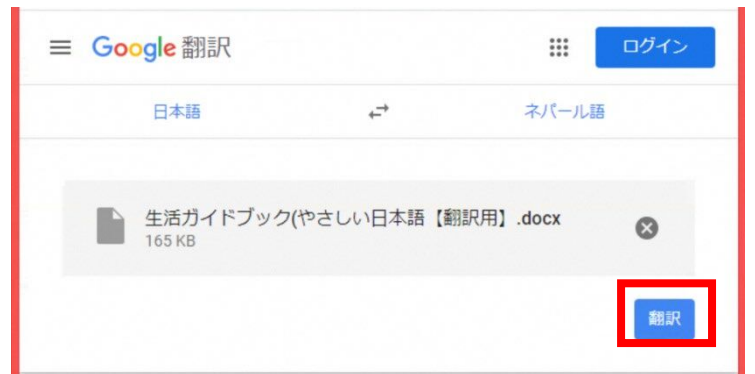 Google 翻訳
ログイン
日本語
ネパール語
生活ガイドブック(やさしい日本語【翻訳用】.docx
165 KB
翻訳